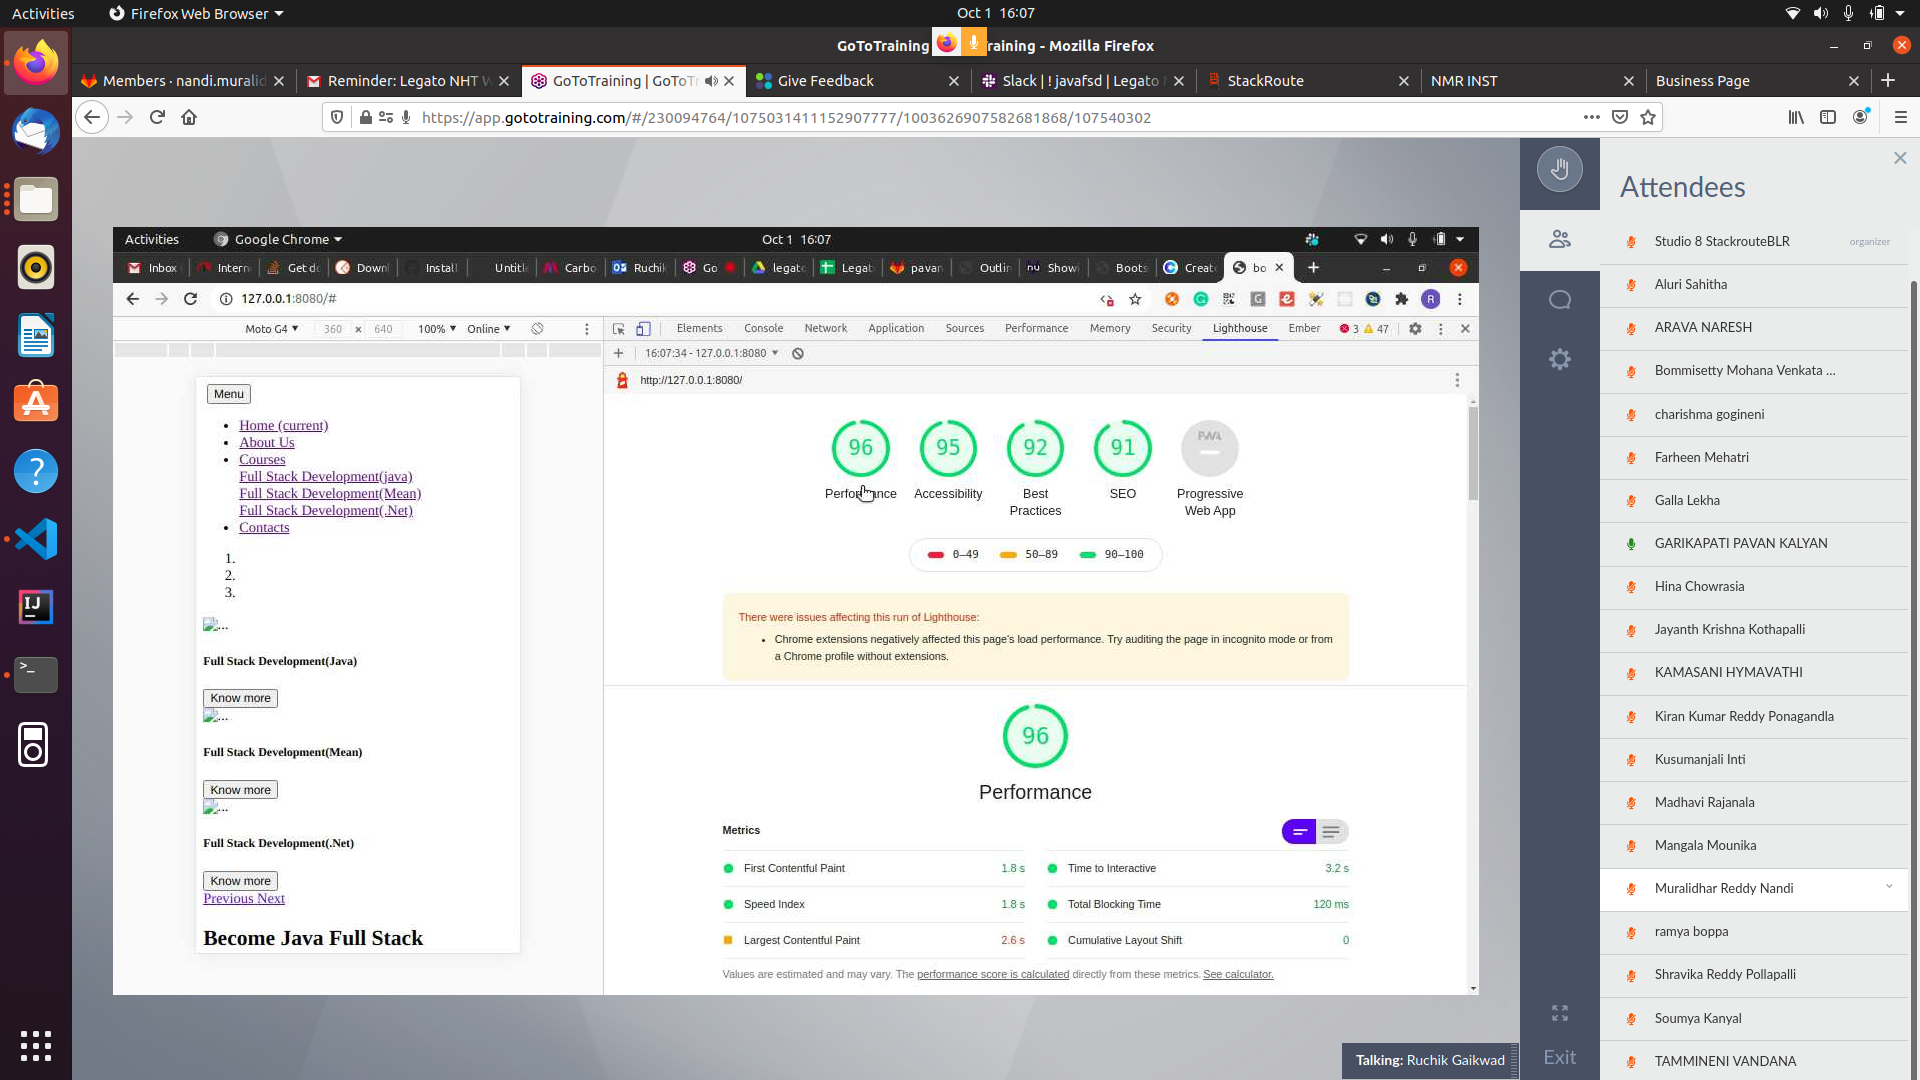 Activities
Firefox Web Browser
Oct 1 16:07
GoToTraining
raining - Mozilla Firefox
Members · nandi.muralid
Reminder: Legato NHT W
GoToTraining | GoToTr
Give Feedback
Slack | ! javafsd | Legato
StackRoute
NMR INST
Business Page
https://app.gototraining.com/#/230094764/1075031411152907777/1003626907582681868/107540302
Activities
Google Chrome
Oct 1 16:07
Inbox
Intern
Get do
Down
Install
Untitl
Carbo
Ruchik
Go
legato
Legat
pavan
Outlin
Show
Boots
Creat
bo
127.0.0.1:8080/#
Moto G4
360 × 640
100%
Online
Elements
Console
Network
Application
Sources
Performance
Memory
Security
Lighthouse
Ember
3
47
16:07:34 - 127.0.0.1:8080
http://127.0.0.1:8080/
Menu
Home (current)
About Us
Courses
Full Stack Development(java)
Full Stack Development(Mean)
Full Stack Development(.Net)
Contacts
1.
2.
3.
...
Full Stack Development(Java)
Know more
...
Full Stack Development(Mean)
Know more
...
Full Stack Development(.Net)
Know more
Previous Next
Become Java Full Stack
96
95
92
91
PWA
Performance
Accessibility
Best
Practices
SEO
Progressive
Web App
0–49
50–89
90–100
There were issues affecting this run of Lighthouse:
Chrome extensions negatively affected this page's load performance. Try auditing the page in incognito mode or from
a Chrome profile without extensions.
96
Performance
Metrics
First Contentful Paint 1.8 s
Time to Interactive 3.2 s
Speed Index 1.8 s
Total Blocking Time 120 ms
Largest Contentful Paint 2.6 s
Cumulative Layout Shift 0
Values are estimated and may vary. The performance score is calculated directly from these metrics. See calculator.
Attendees
Studio 8 StackrouteBLR
organizer
Aluri Sahitha
ARAVA NARESH
Bommisetty Mohana Venkata ...
charishma gogineni
Farheen Mehatri
Galla Lekha
GARIKAPATI PAVAN KALYAN
Hina Chowrasia
Jayanth Krishna Kothapalli
KAMASANI HYMAVATHI
Kiran Kumar Reddy Ponagandla
Kusumanjali Inti
Madhavi Rajanala
Mangala Mounika
Muralidhar Reddy Nandi
ramya boppa
Shravika Reddy Pollapalli
Soumya Kanyal
TAMMINENI VANDANA
Talking: Ruchik Gaikwad
Exit